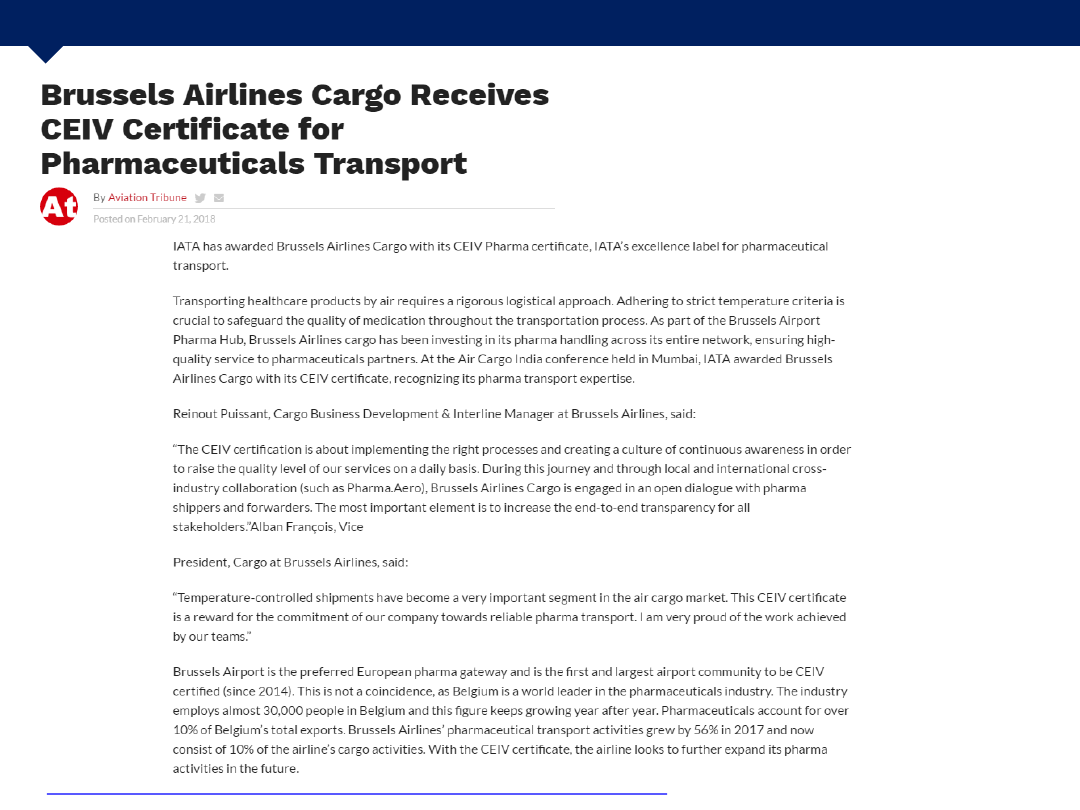 Brussels Airlines Cargo Receives
CEIV Certificate for
Pharmaceuticals Transport
At
By Aviation Tribune
Posted on February 21, 2018
IATA has awarded Brussels Airlines Cargo with its CEIV Pharma certificate, IATA's excellence label for pharmaceutical
transport.
Transporting healthcare products by air requires a rigorous logistical approach. Adhering to strict temperature criteria is
crucial to safeguard the quality of medication throughout the transportation process. As part of the Brussels Airport
Pharma Hub, Brussels Airlines cargo has been investing in its pharma handling across its entire network, ensuring high-
quality service to pharmaceuticals partners. At the Air Cargo India conference held in Mumbai, IATA awarded Brussels
Airlines Cargo with its CEIV certificate, recognizing its pharma transport expertise.
Reinout Puissant, Cargo Business Development & Interline Manager at Brussels Airlines, said:
“The CEIV certification is about implementing the right processes and creating a culture of continuous awareness in order
to raise the quality level of our services on a daily basis. During this journey and through local and international cross-
industry collaboration (such as Pharma.Aero), Brussels Airlines Cargo is engaged in an open dialogue with pharma
shippers and forwarders. The most important element is to increase the end-to-end transparency for all
stakeholders.”Alban François, Vice
President, Cargo at Brussels Airlines, said:
“Temperature-controlled shipments have become a very important segment in the air cargo market. This CEIV certificate
is a reward for the commitment of our company towards reliable pharma transport. I am very proud of the work achieved
by our teams.”
Brussels Airport is the preferred European pharma gateway and is the first and largest airport community to be CEIV
certified (since 2014). This is not a coincidence, as Belgium is a world leader in the pharmaceuticals industry. The industry
employs almost 30,000 people in Belgium and this figure keeps growing year after year. Pharmaceuticals account for over
10% of Belgium's total exports. Brussels Airlines' pharmaceutical transport activities grew by 56% in 2017 and now
consist of 10% of the airline's cargo activities. With the CEIV certificate, the airline looks to further expand its pharma
activities in the future.